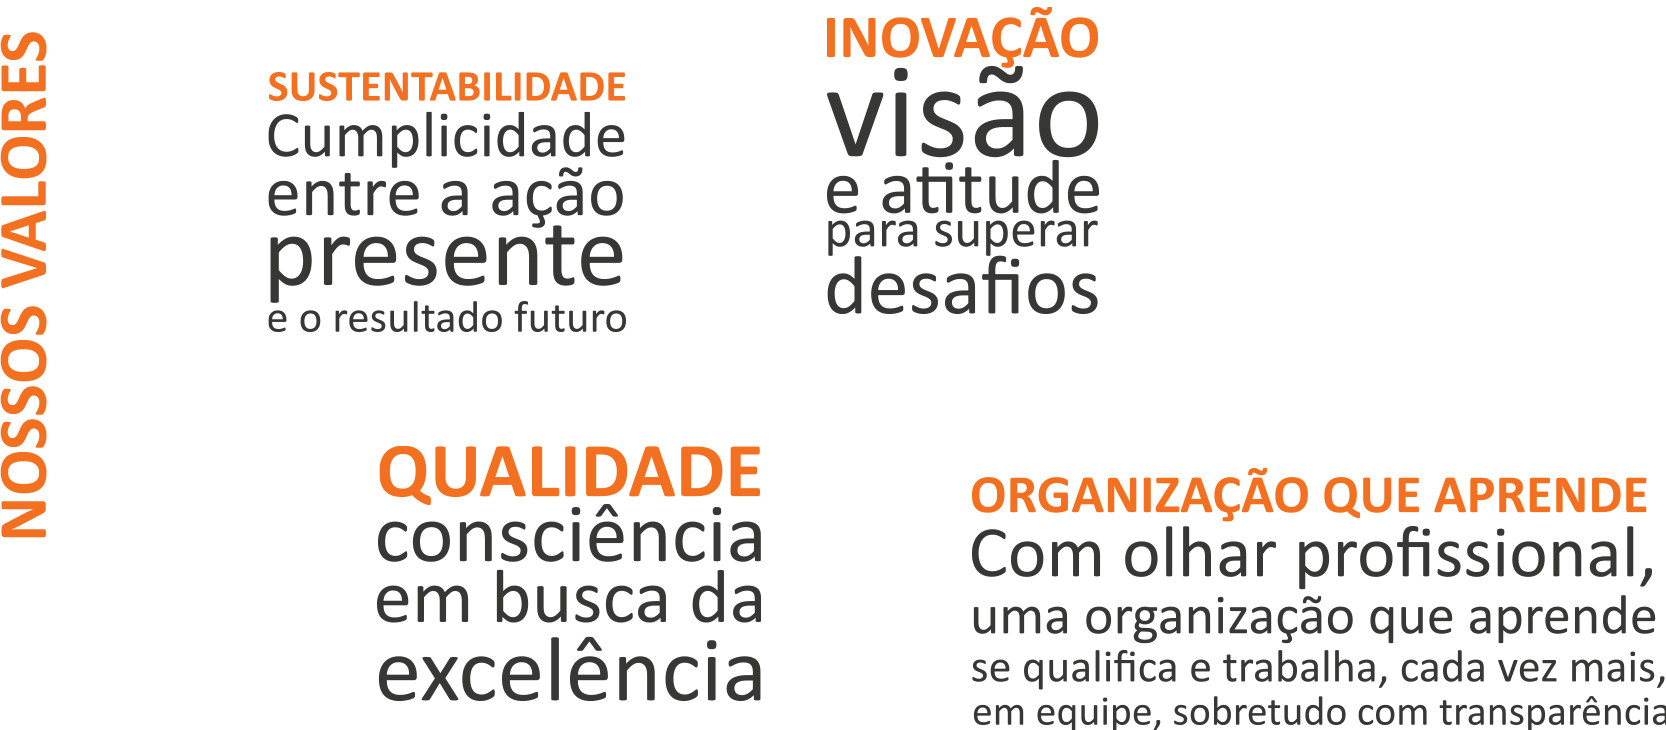 NOSSOS VALORES
SUSTENTABILIDADE
Cumplicidade
entre a ação
presente
e o resultado futuro
INOVAÇÃO
visão
e atitude
para superar
desafios
QUALIDADE
consciência
em busca da
excelência
ORGANIZAÇÃO QUE APRENDE
Com olhar profissional,
uma organização que aprende
se qualifica e trabalha, cada vez mais,
em equipe, sobretudo com transparência